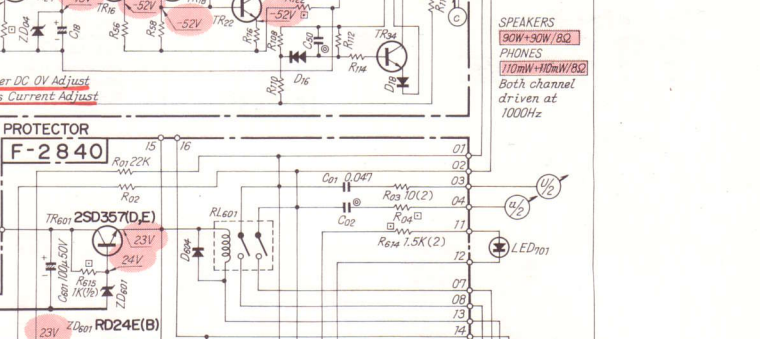 TR16
-52V
-52V
TR22
-52V
ZD04
C18
R56
R58
R16
R108
C50
R112
TR34
R114
D16
D18
R110
C
er DC 0V Adjust
s Current Adjust
SPEAKERS
90W+90W/8Ω
PHONES
110mW+110mW/8Ω
Both channel
driven at
1000Hz
PROTECTOR
F-2840
15
16
R01 22K
R02
01
02
03
04
C01 0.047
R03 10(2)
C02
R04
U/2
u/2
TR601
2SD357(D,E)
23V
24V
RL601
D604
R614 1.5K(2)
11
12
LED701
C601 100μ50V
R615
1K(½)
ZD601
07
08
13
14
23V
ZD601
RD24E(B)